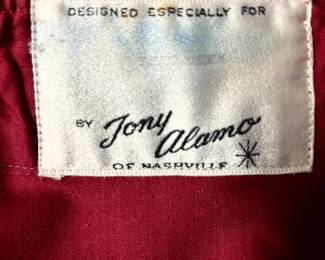 DESIGNED ESPECIALLY FOR
BY Tony Alamo
OF NASHVILLE